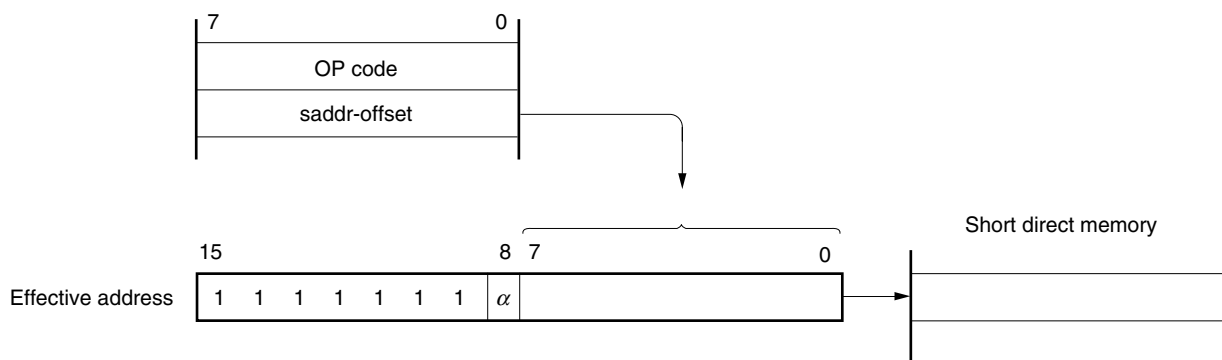 7 0
OP code
saddr-offset
Short direct memory
15 8 7 0
Effective address 1 1 1 1 1 1 1 α